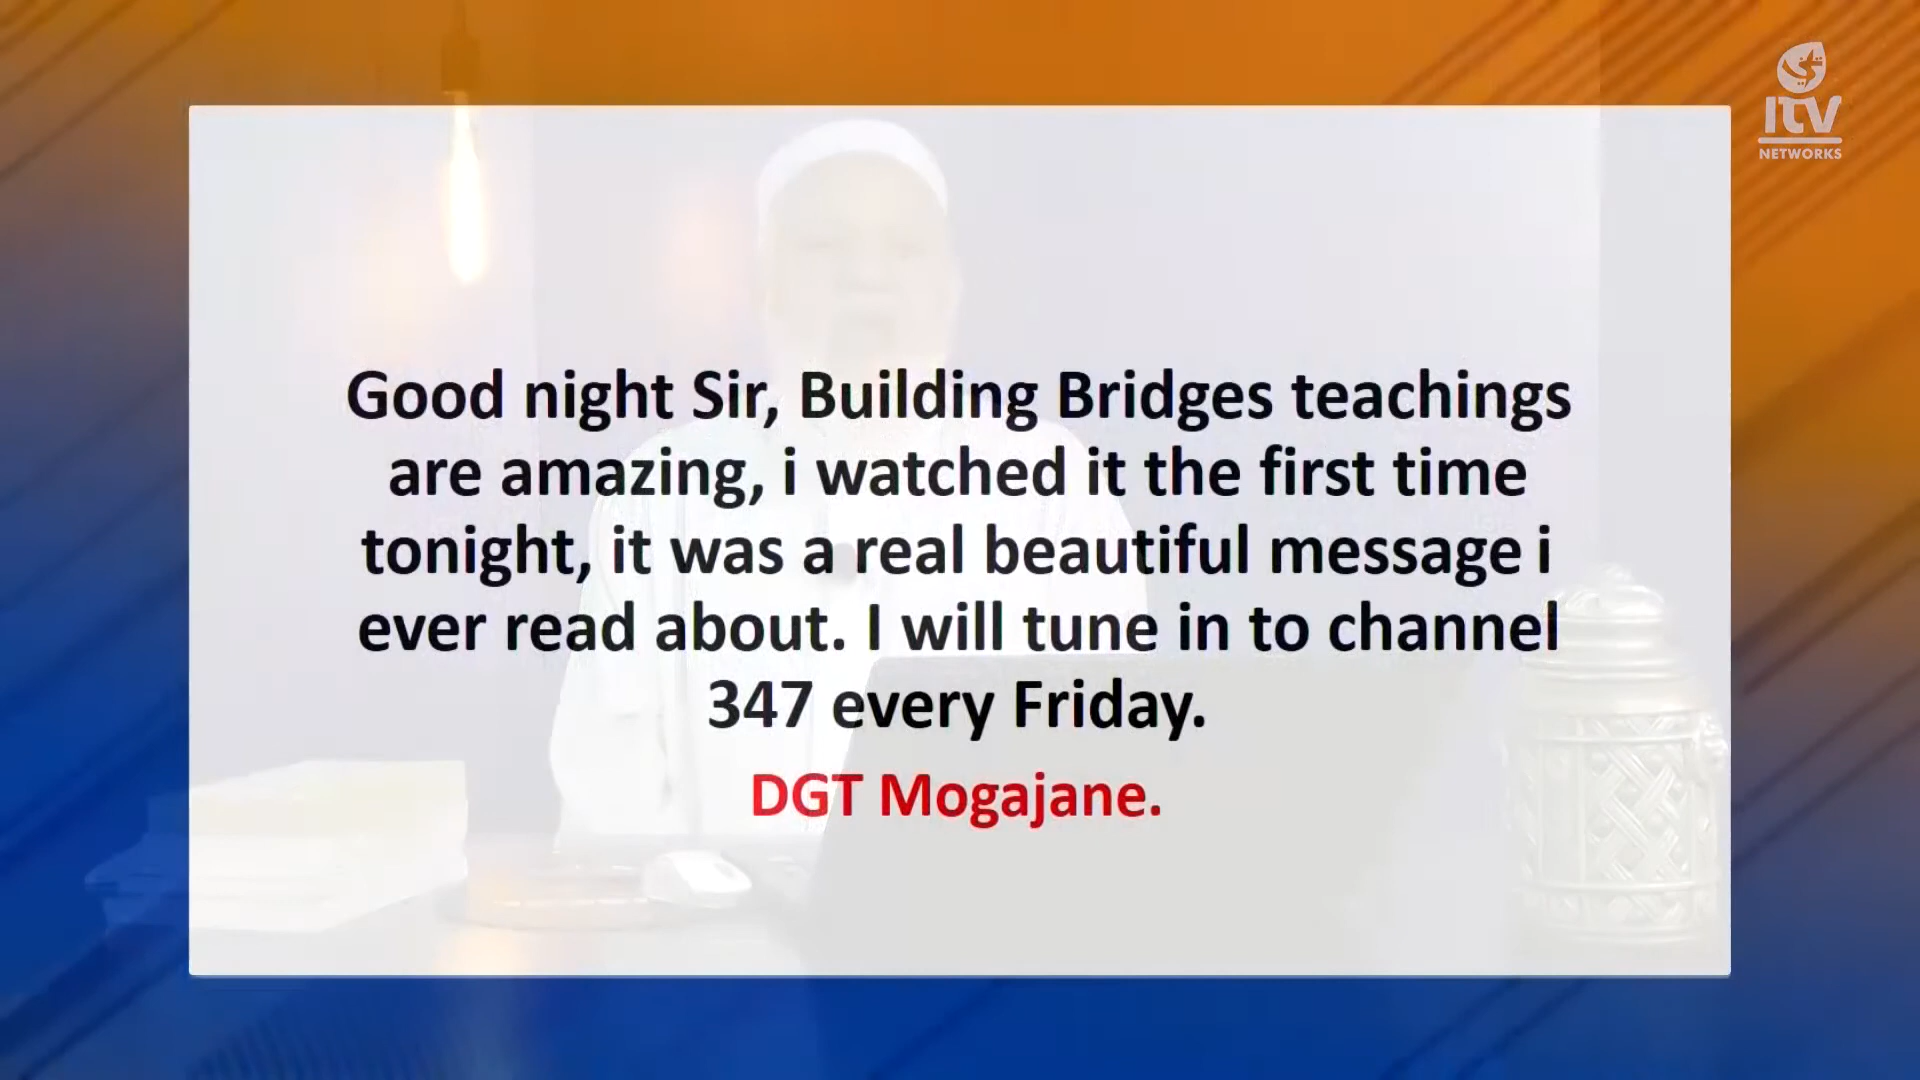 ITV
NETWORKS
Good night Sir, Building Bridges teachings
are amazing, i watched it the first time
tonight, it was a real beautiful message i
ever read about. I will tune in to channel
347 every Friday.
DGT Mogajane.